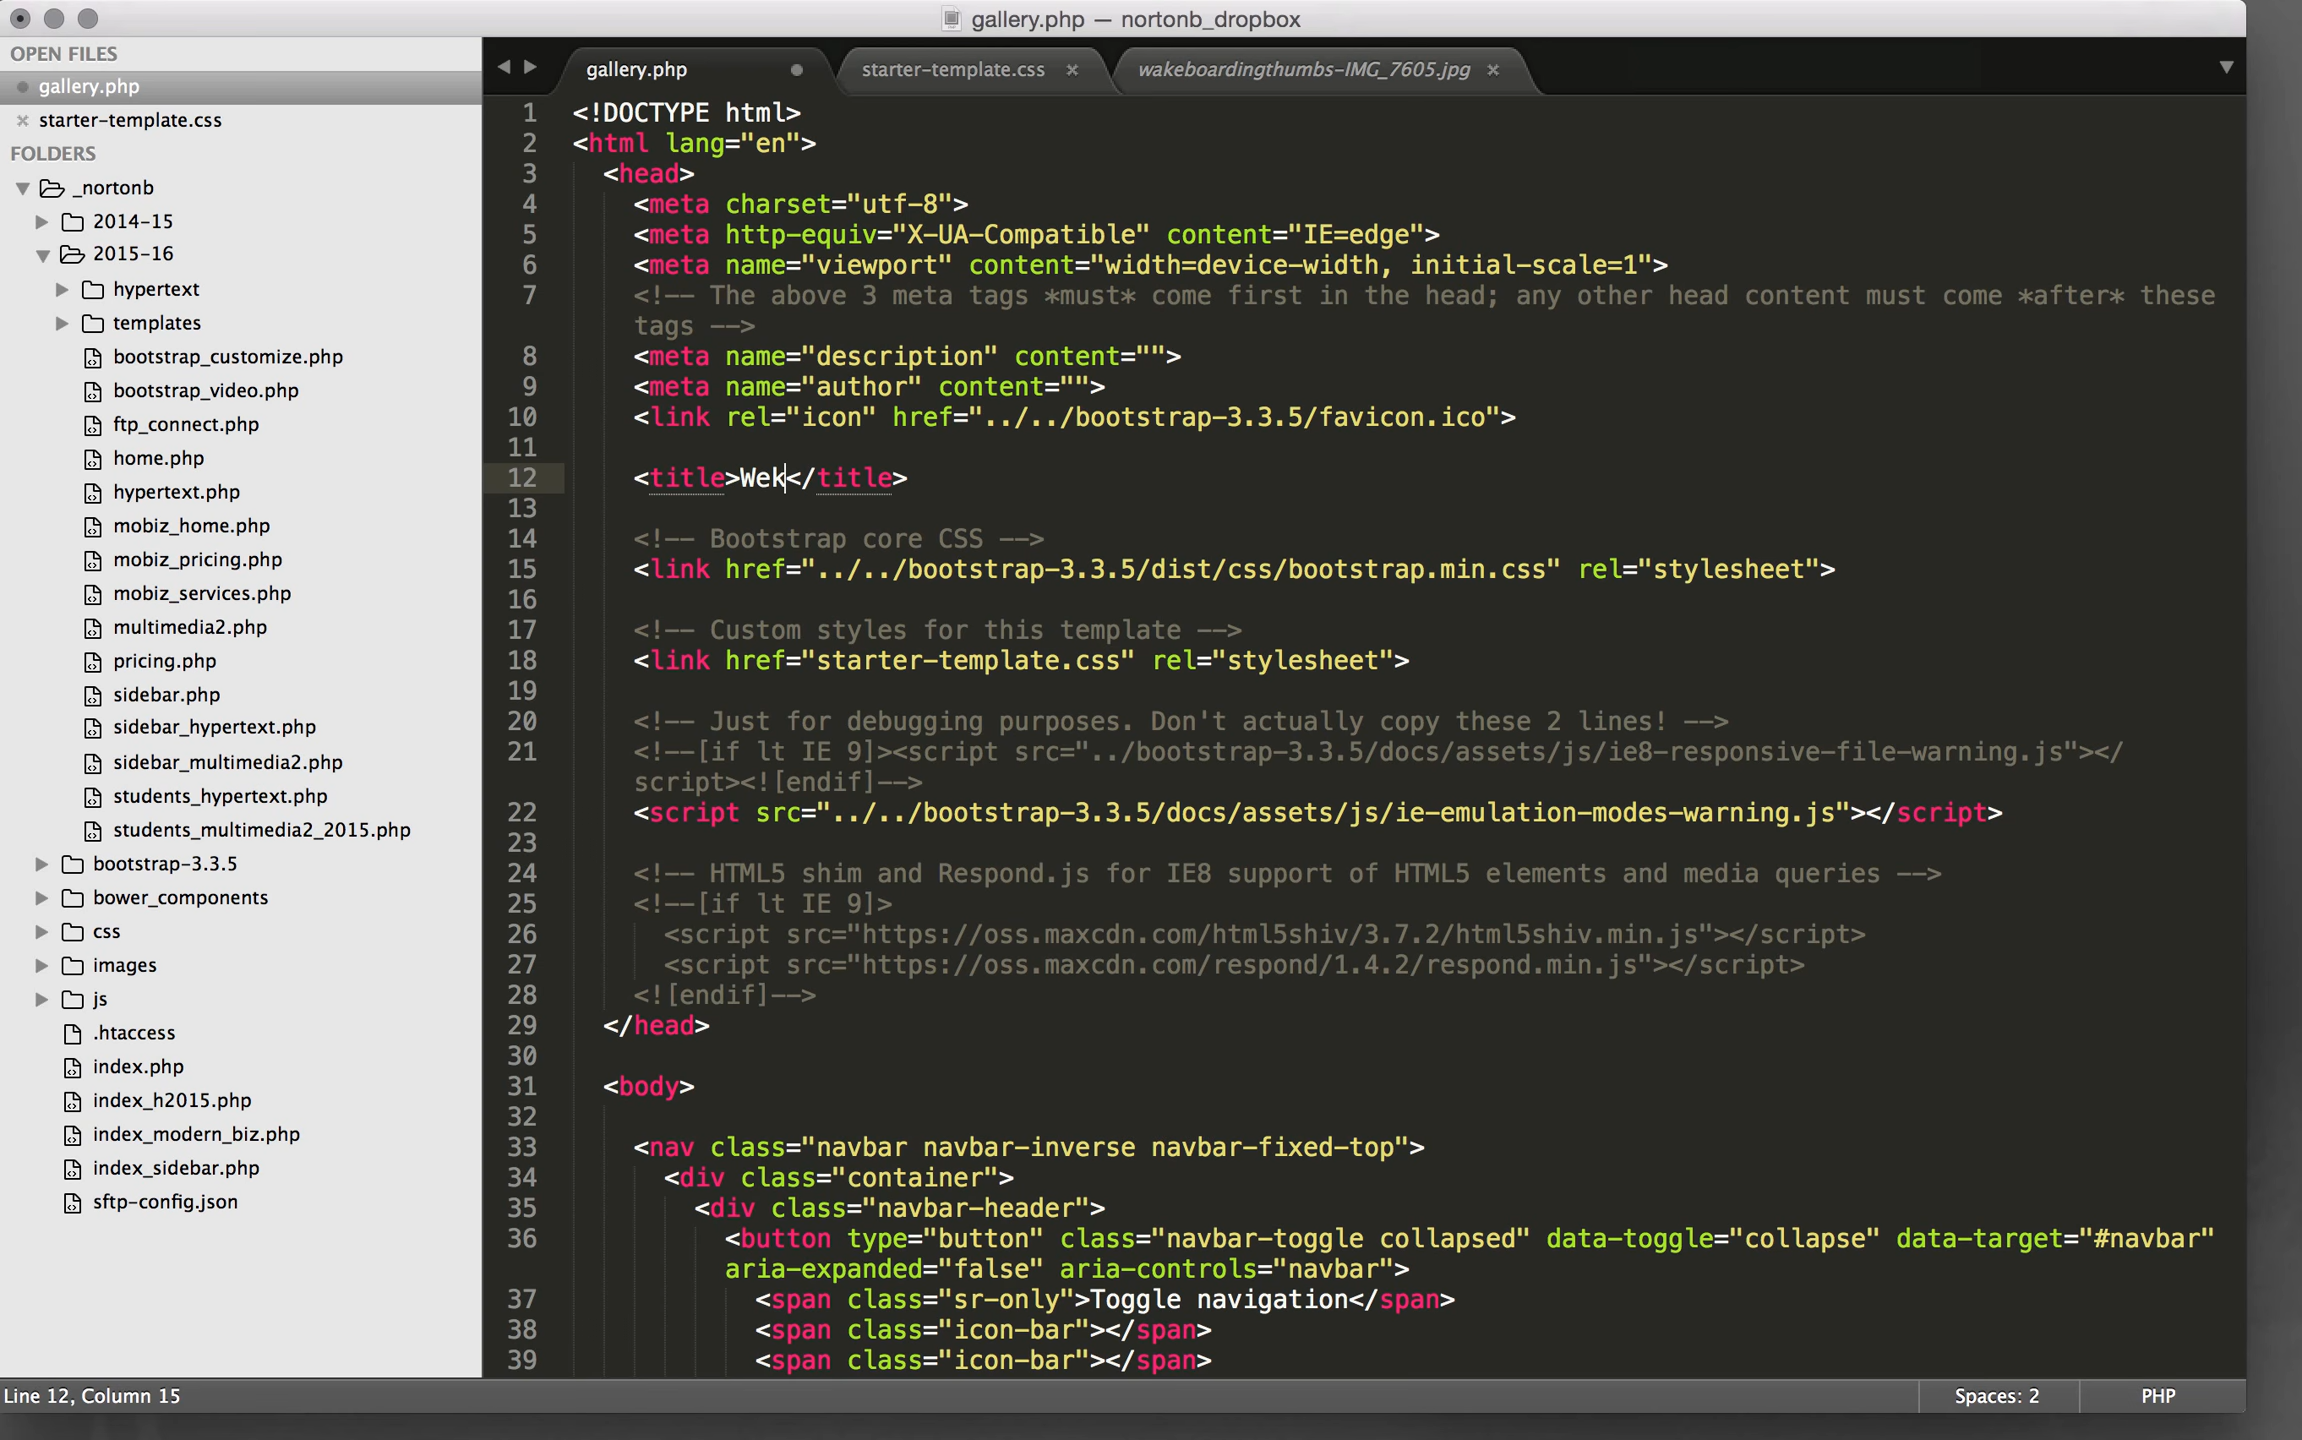 gallery.php — nortonb_dropbox
OPEN FILES
gallery.php
starter-template.css
FOLDERS
_nortonb
2014-15
2015-16
hypertext
templates
bootstrap_customize.php
bootstrap_video.php
ftp_connect.php
home.php
hypertext.php
mobiz_home.php
mobiz_pricing.php
mobiz_services.php
multimedia2.php
pricing.php
sidebar.php
sidebar_hypertext.php
sidebar_multimedia2.php
students_hypertext.php
students_multimedia2_2015.php
bootstrap-3.3.5
bower_components
css
images
js
.htaccess
index.php
index_h2015.php
index_modern_biz.php
index_sidebar.php
sftp-config.json
gallery.php starter-template.css wakeboardingthumbs-IMG_7605.jpg
1 <!DOCTYPE html>
2 <html lang="en">
3 <head>
4 <meta charset="utf-8">
5 <meta http-equiv="X-UA-Compatible" content="IE=edge">
6 <meta name="viewport" content="width=device-width, initial-scale=1">
7 <!-- The above 3 meta tags *must* come first in the head; any other head content must come *after* these
tags -->
8 <meta name="description" content="">
9 <meta name="author" content="">
10 <link rel="icon" href="../../bootstrap-3.3.5/favicon.ico">
11
12 <title>Wek</title>
13
14 <!-- Bootstrap core CSS -->
15 <link href="../../bootstrap-3.3.5/dist/css/bootstrap.min.css" rel="stylesheet">
16
17 <!-- Custom styles for this template -->
18 <link href="starter-template.css" rel="stylesheet">
19
20 <!-- Just for debugging purposes. Don't actually copy these 2 lines! -->
21 <!--[if lt IE 9]><script src="../bootstrap-3.3.5/docs/assets/js/ie8-responsive-file-warning.js"></
script><![endif]-->
22 <script src="../../bootstrap-3.3.5/docs/assets/js/ie-emulation-modes-warning.js"></script>
23
24 <!-- HTML5 shim and Respond.js for IE8 support of HTML5 elements and media queries -->
25 <!--[if lt IE 9]>
26 <script src="https://oss.maxcdn.com/html5shiv/3.7.2/html5shiv.min.js"></script>
27 <script src="https://oss.maxcdn.com/respond/1.4.2/respond.min.js"></script>
28 <![endif]-->
29 </head>
30
31 <body>
32
33 <nav class="navbar navbar-inverse navbar-fixed-top">
34 <div class="container">
35 <div class="navbar-header">
36 <button type="button" class="navbar-toggle collapsed" data-toggle="collapse" data-target="#navbar"
aria-expanded="false" aria-controls="navbar">
37 <span class="sr-only">Toggle navigation</span>
38 <span class="icon-bar"></span>
39 <span class="icon-bar"></span>
Line 12, Column 15 Spaces: 2 PHP